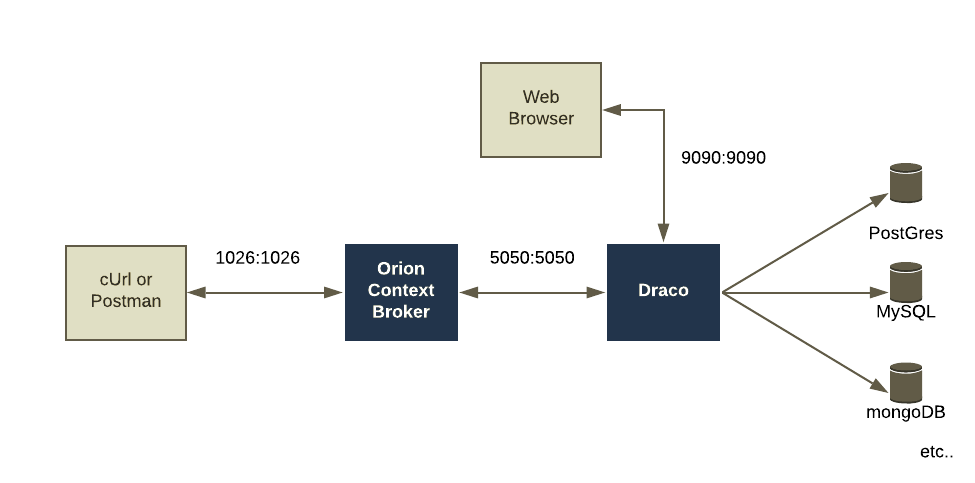 Web
Browser
9090:9090
PostGres
cUrl or
Postman
1026:1026
Orion
Context
Broker
5050:5050
Draco
MySQL
mongoDB
etc..